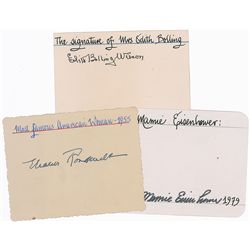 The signature of Mrs Edith Bolling
Edith Bolling Wilson
Most famous American Woman - 1955
Eleanor Roosevelt
Mamie Eisenhower:
Mamie Eisenhower 1979